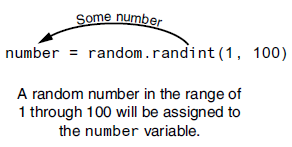 Some number
number = random.randint(1, 100)
A random number in the range of
1 through 100 will be assigned to
the number variable.